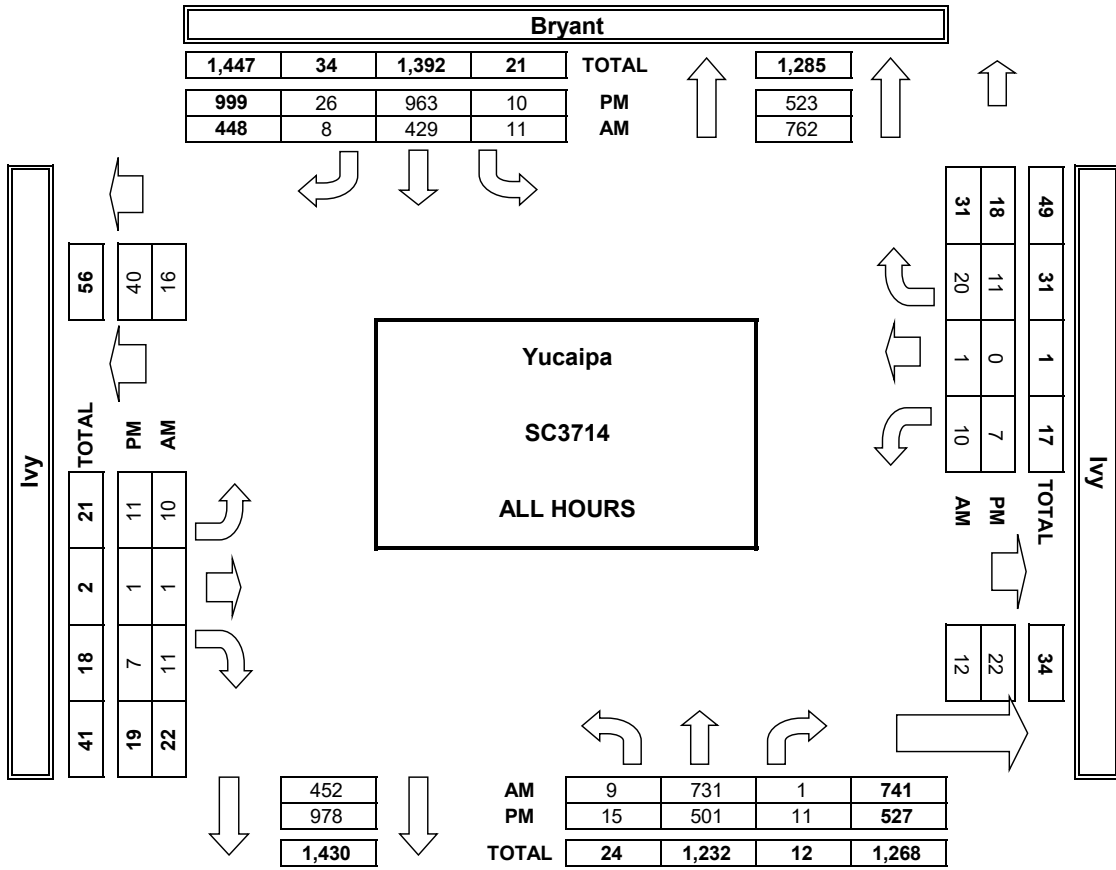 Bryant
1,447 34 1,392 21 TOTAL 1,285
999 26 963 10 PM 523
448 8 429 11 AM 762
Ivy
56 40 16
TOTAL PM AM
21 11 10
2 1 1
18 7 11
41 19 22
Yucaipa
SC3714
ALL HOURS
31 18 49
20 11 31
1 0 1
10 7 17
AM PM TOTAL
12 22 34
Ivy
452 AM 9 731 1 741
978 PM 15 501 11 527
1,430 TOTAL 24 1,232 12 1,268